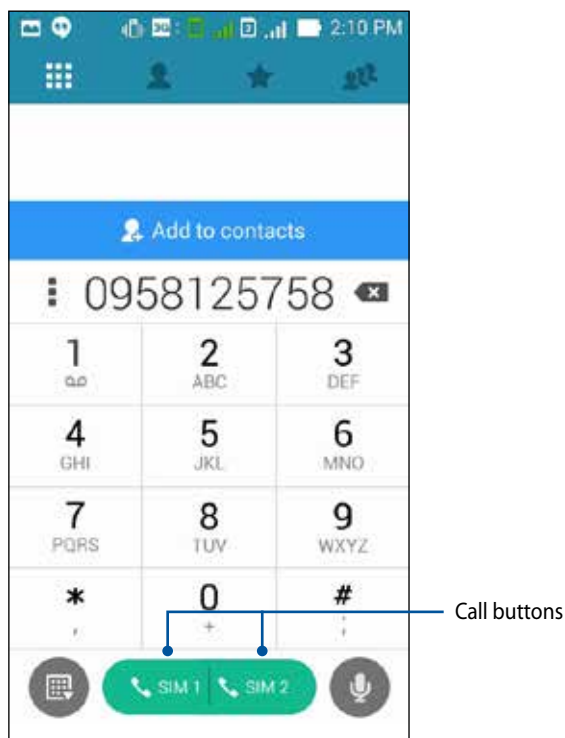 2:10 PM
Add to contacts
0958125758
1 2 3
ABC DEF
4 5 6
GHI JKL MNO
7 8 9
PQRS TUV WXYZ
* 0 #
, + ;
SIM 1 SIM 2
Call buttons